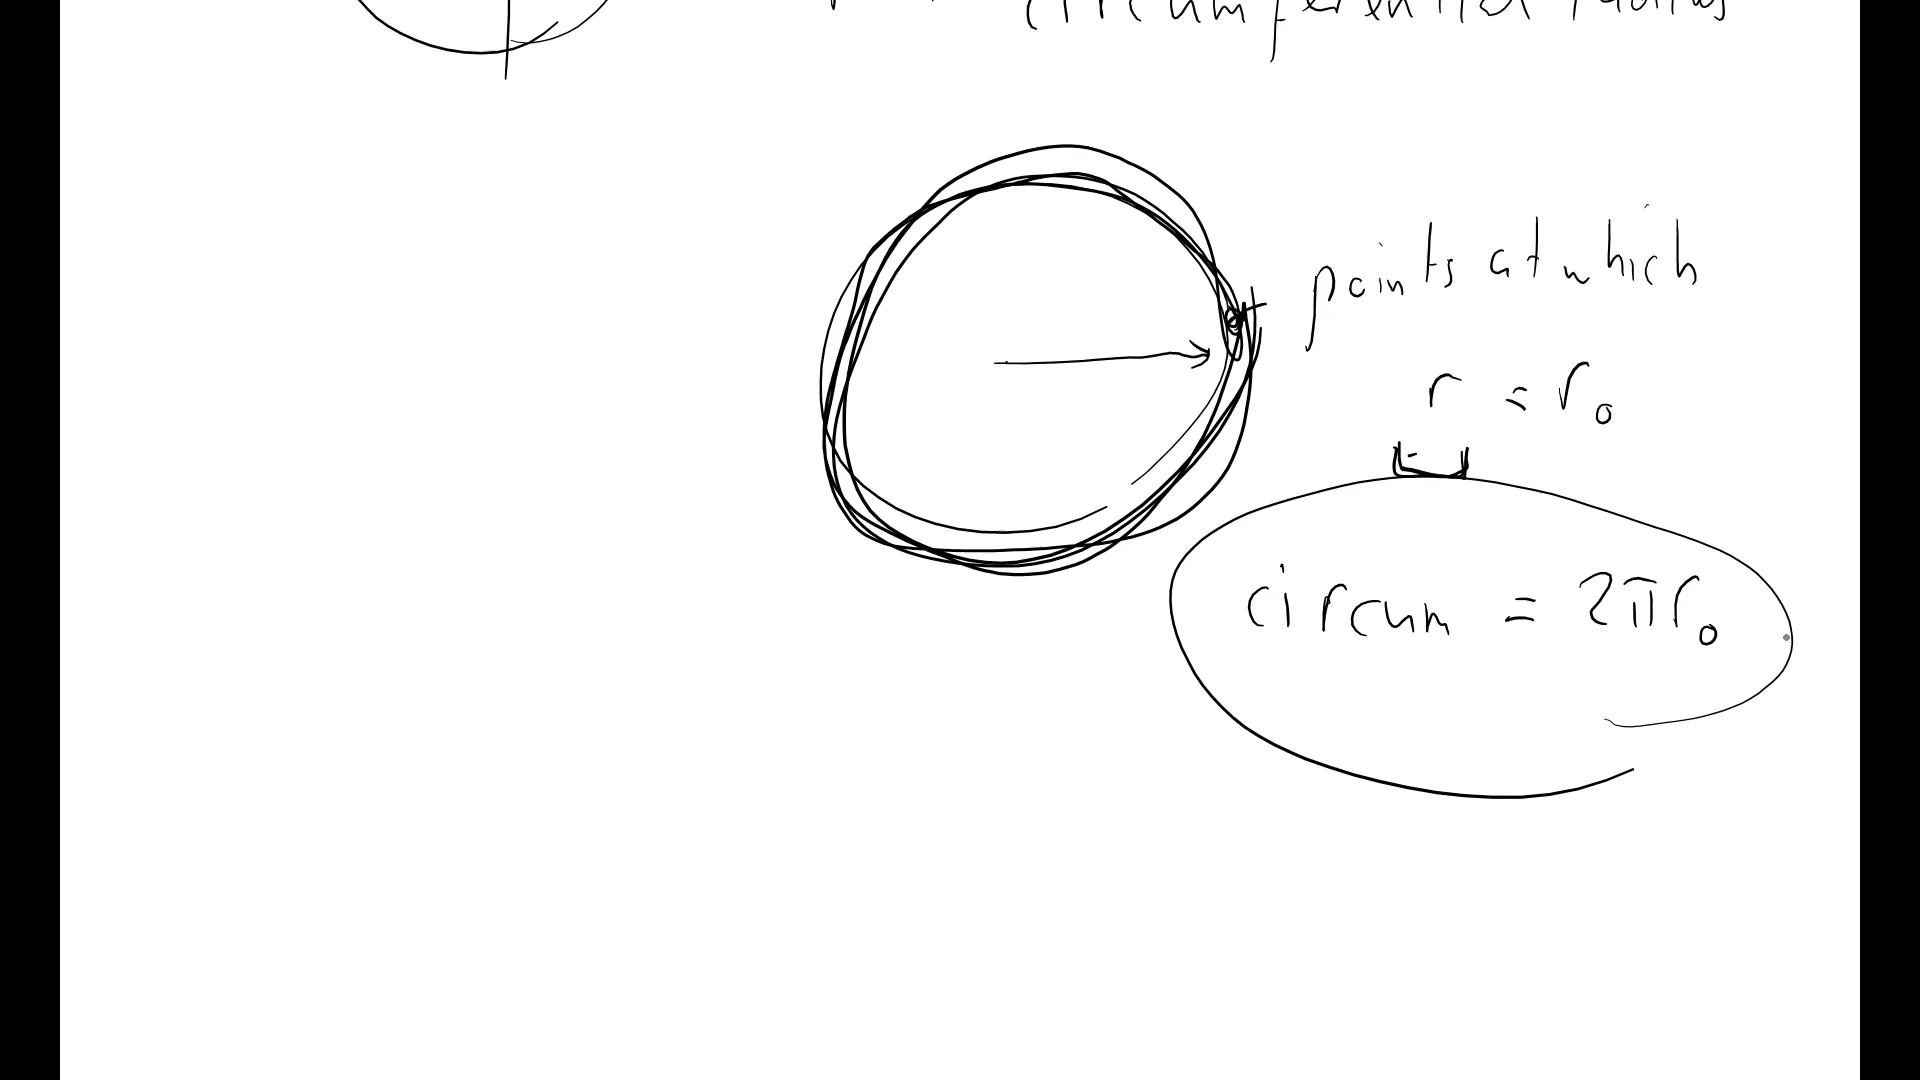 circumferential radius
points at which
r = r₀
circum = 2πr₀